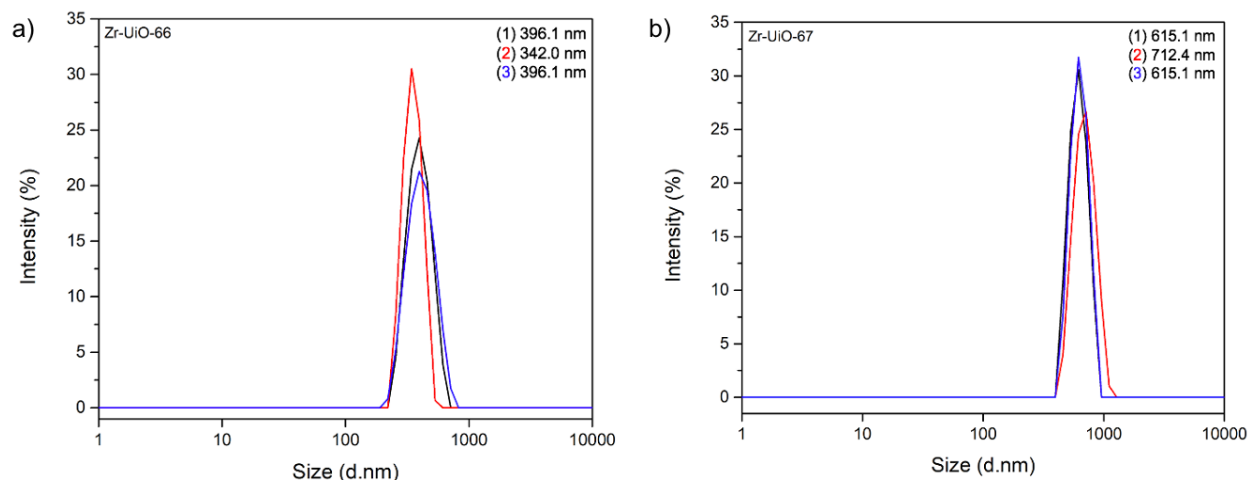 a)
Zr-UiO-66
(1) 396.1 nm
(2) 342.0 nm
(3) 396.1 nm
35
30
25
20
15
10
5
0
Intensity (%)
1 10 100 1000 10000
Size (d.nm)
b)
Zr-UiO-67
(1) 615.1 nm
(2) 712.4 nm
(3) 615.1 nm
35
30
25
20
15
10
5
0
Intensity (%)
1 10 100 1000 10000
Size (d.nm)